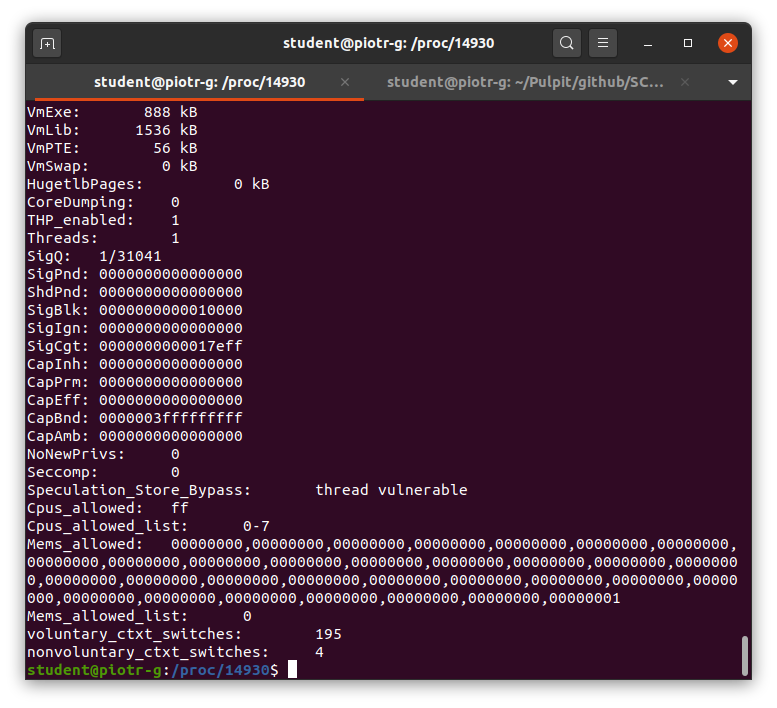 student@piotr-g: /proc/14930
student@piotr-g: /proc/14930 student@piotr-g: ~/Pulpit/github/SC...
VmExe: 888 kB
VmLib: 1536 kB
VmPTE: 56 kB
VmSwap: 0 kB
HugetlbPages: 0 kB
CoreDumping: 0
THP_enabled: 1
Threads: 1
SigQ: 1/31041
SigPnd: 0000000000000000
ShdPnd: 0000000000000000
SigBlk: 0000000000010000
SigIgn: 0000000000000000
SigCgt: 0000000000017eff
CapInh: 0000000000000000
CapPrm: 0000000000000000
CapEff: 0000000000000000
CapBnd: 0000003fffffffff
CapAmb: 0000000000000000
NoNewPrivs: 0
Seccomp: 0
Speculation_Store_Bypass: thread vulnerable
Cpus_allowed: ff
Cpus_allowed_list: 0-7
Mems_allowed: 00000000,00000000,00000000,00000000,00000000,00000000,00000000,
00000000,00000000,00000000,00000000,00000000,00000000,00000000,00000000,0000000
0,00000000,00000000,00000000,00000000,00000000,00000000,00000000,00000000,00000
000,00000000,00000000,00000000,00000000,00000000,00000000,00000001
Mems_allowed_list: 0
voluntary_ctxt_switches: 195
nonvoluntary_ctxt_switches: 4
student@piotr-g:/proc/14930$